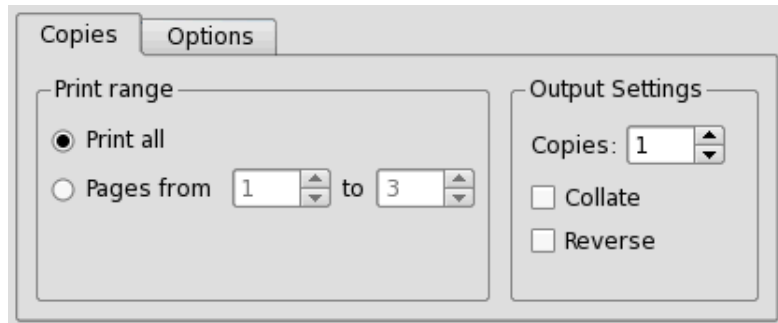 Copies Options
Print range
Print all
Pages from 1 to 3
Output Settings
Copies: 1
Collate
Reverse